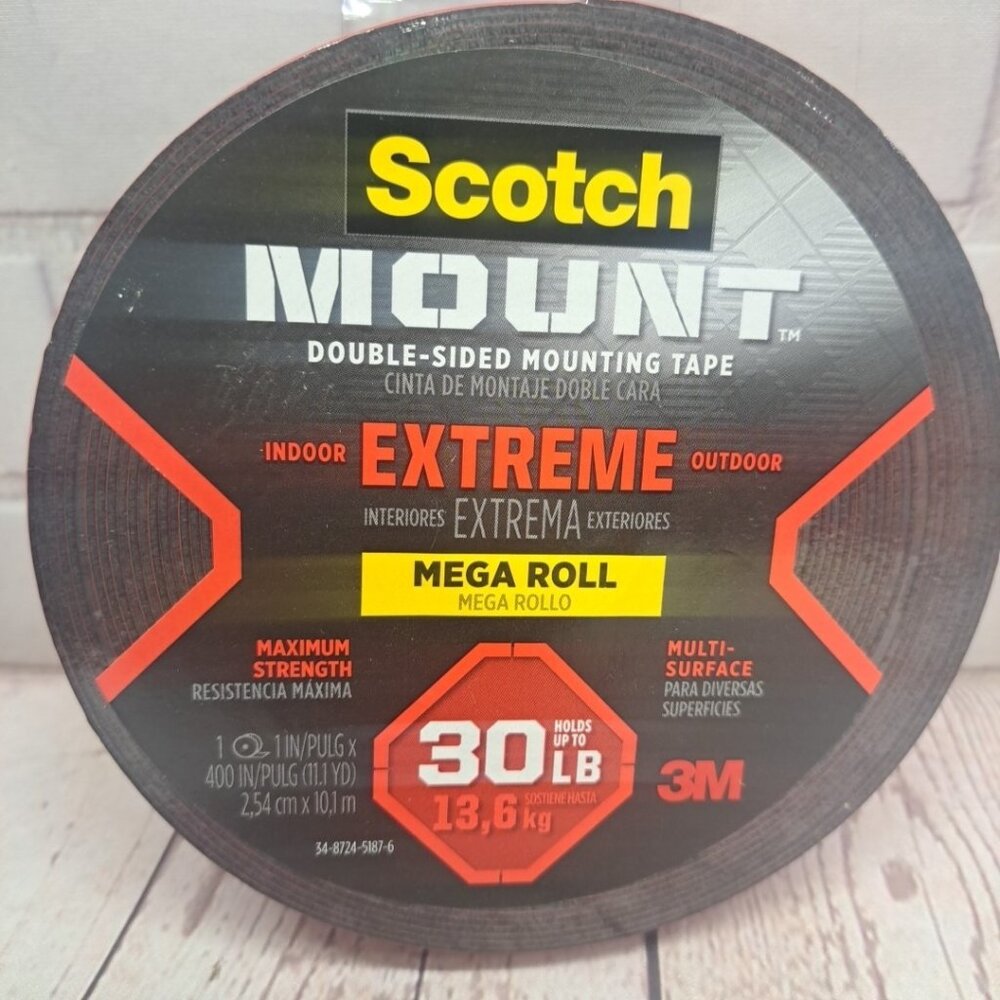 Scotch
MOUNT™
DOUBLE-SIDED MOUNTING TAPE
CINTA DE MONTAJE DOBLE CARA
INDOOR EXTREME OUTDOOR
INTERIORES EXTREMA EXTERIORES
MEGA ROLL
MEGA ROLLO
MAXIMUM
STRENGTH
RESISTENCIA MÁXIMA
MULTI-
SURFACE
PARA DIVERSAS
SUPERFICIES
1 1 IN/PULG x
400 IN/PULG (11.1 YD)
2,54 cm x 10,1 m
34-8724-5187-6
HOLDS
UP TO
30 LB
SOSTIENE HASTA
13,6 kg
3M